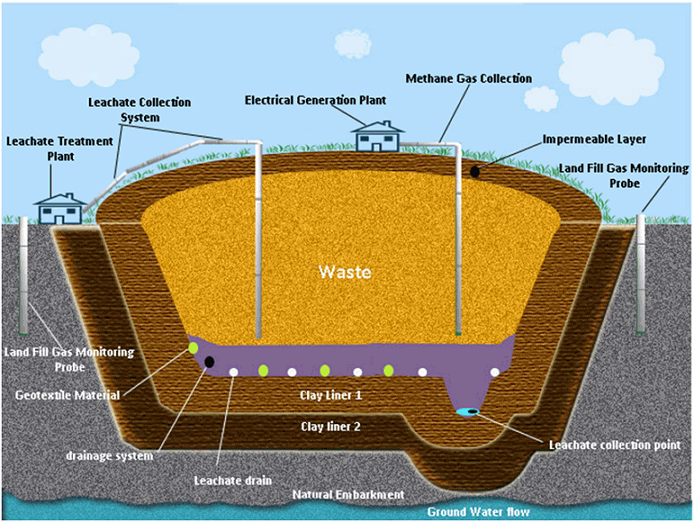 Methane Gas Collection
Leachate Collection
System
Electrical Generation Plant
Leachate Treatment
Plant
Impermeable Layer
Land Fill Gas Monitoring
Probe
Waste
Land Fill Gas Monitoring
Probe
Geotextile Material
Clay Liner 1
Clay liner 2
Leachate collection point
drainage system
Leachate drain
Natural Embarkment
Ground Water flow